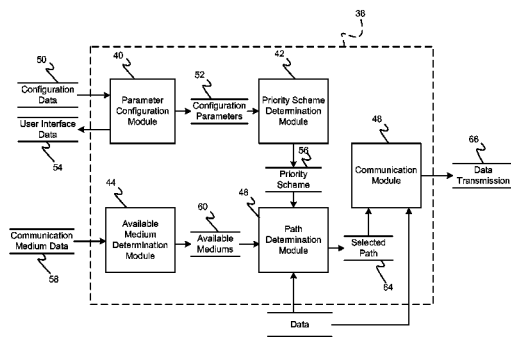 36
50
40
42
52
Configuration
Data
Parameter
Configuration
Module
Configuration
Parameters
Priority Scheme
Determination
Module
User Interface
Data
54
48
66
56
Priority
Scheme
Communication
Module
Data
Transmission
44
60
46
Communication
Medium Data
58
Available
Medium
Determination
Module
Available
Mediums
Path
Determination
Module
Selected
Path
64
Data